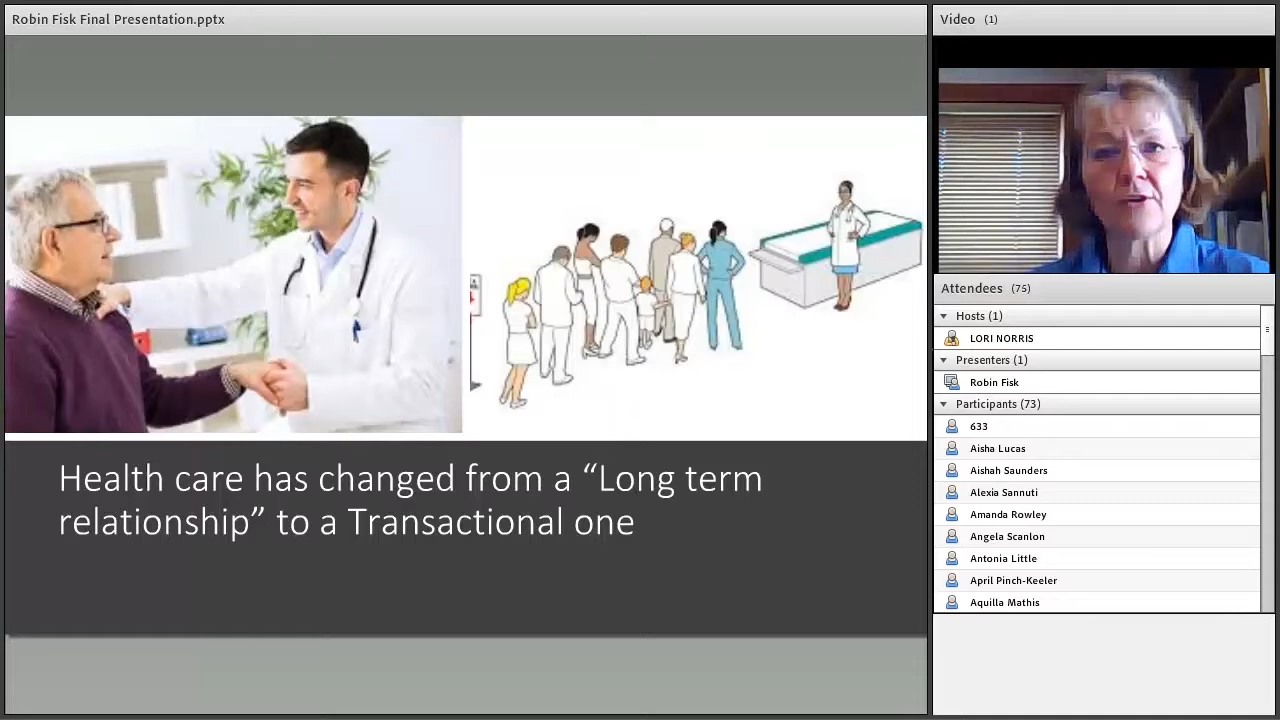 Robin Fisk Final Presentation.pptx
Health care has changed from a “Long term
relationship” to a Transactional one
Video (1)
Attendees (75)
Hosts (1)
LORI NORRIS
Presenters (1)
Robin Fisk
Participants (73)
633
Aisha Lucas
Aishah Saunders
Alexia Sannuti
Amanda Rowley
Angela Scanlon
Antonia Little
April Pinch-Keeler
Aquilla Mathis